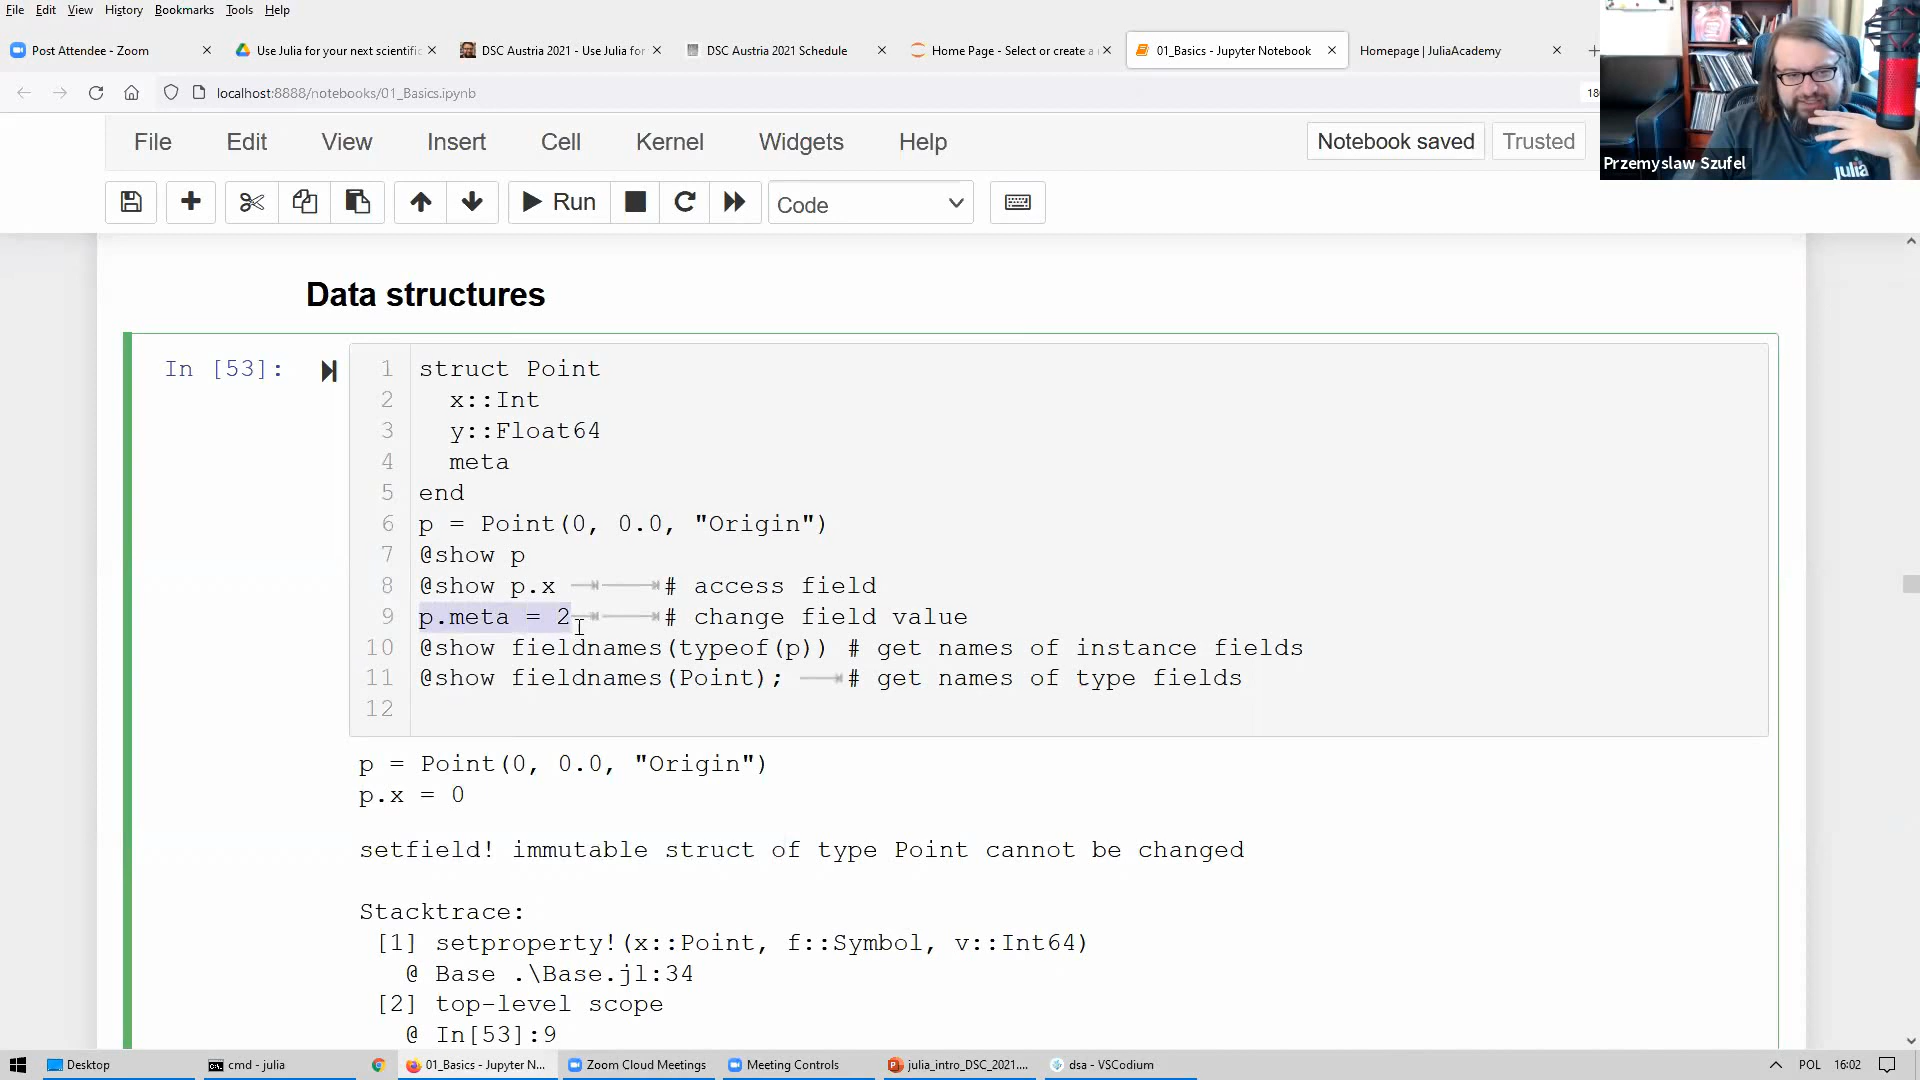 File Edit View History Bookmarks Tools Help
Post Attendee - Zoom
Use Julia for your next scientific
DSC Austria 2021 - Use Julia for
DSC Austria 2021 Schedule
Home Page - Select or create a
01_Basics - Jupyter Notebook
Homepage | JuliaAcademy
localhost:8888/notebooks/01_Basics.ipynb
File Edit View Insert Cell Kernel Widgets Help
Notebook saved
Trusted
julia
Przemyslaw Szufel
Run
Code
Data structures
In [53]:
1 struct Point
2 x::Int
3 y::Float64
4 meta
5 end
6 p = Point(0, 0.0, "Origin")
7 @show p
8 @show p.x # access field
9 p.meta = 2 # change field value
10 @show fieldnames(typeof(p)) # get names of instance fields
11 @show fieldnames(Point); # get names of type fields
12
p = Point(0, 0.0, "Origin")
p.x = 0
setfield! immutable struct of type Point cannot be changed
Stacktrace:
[1] setproperty!(x::Point, f::Symbol, v::Int64)
@ Base .\Base.jl:34
[2] top-level scope
@ In[53]:9
Desktop
cmd - julia
01_Basics - Jupyter N...
Zoom Cloud Meetings
Meeting Controls
julia_intro_DSC_2021....
dsa - VSCodium
POL
16:02